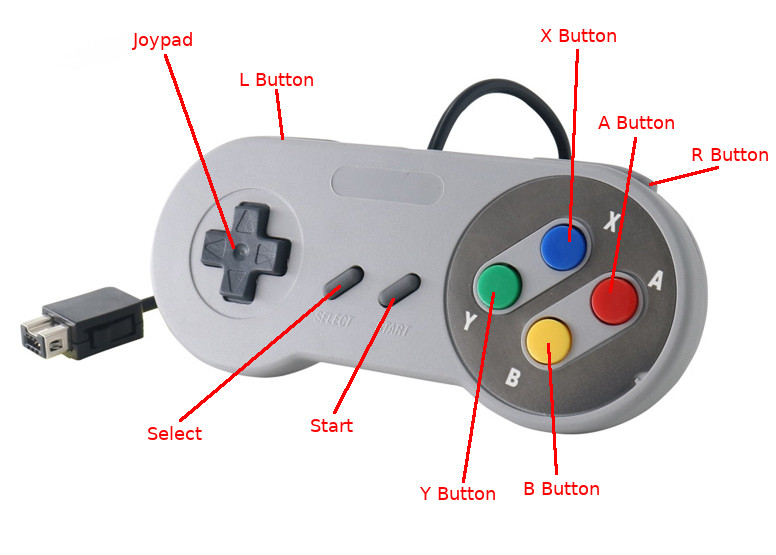 X Button
Joypad
L Button
A Button
R Button
X
A
Y
SELECT
START
B
Start
Select
B Button
Y Button